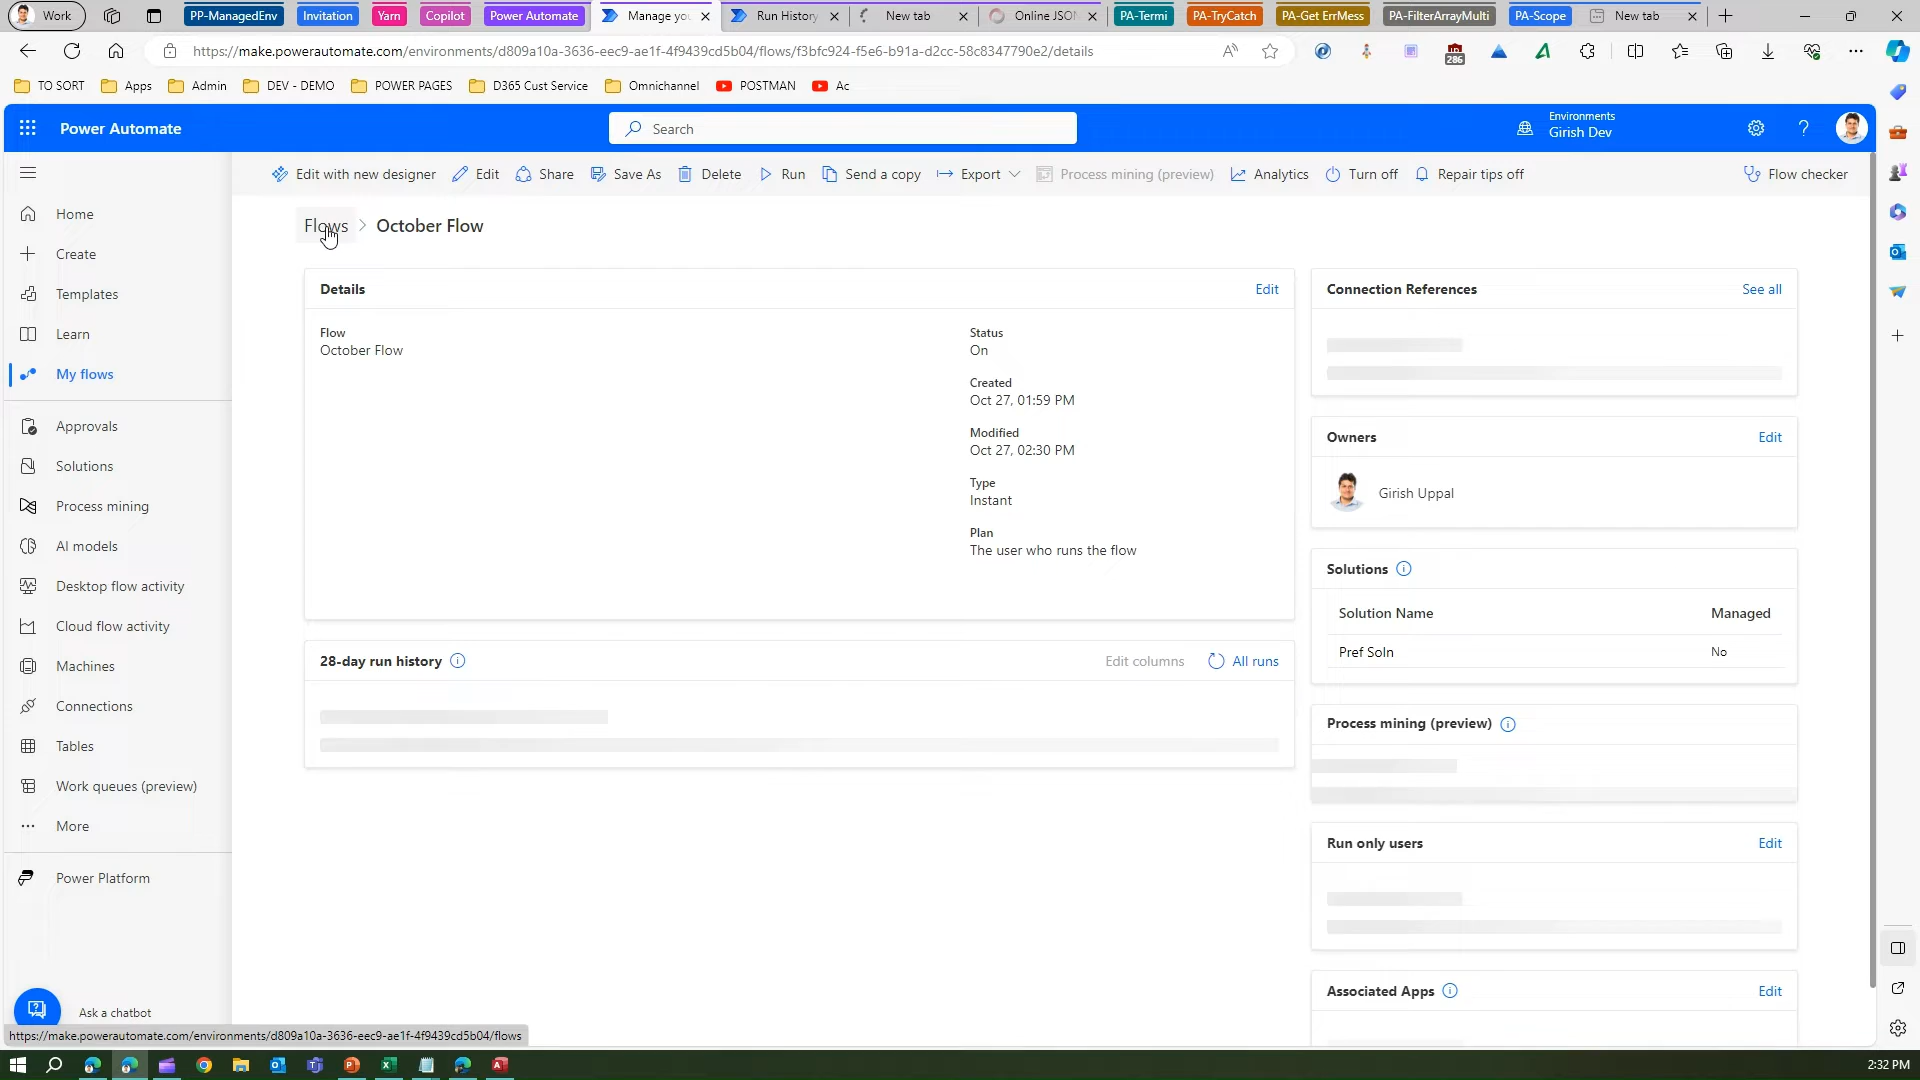 Work
PP-ManagedEnv
Invitation
Yarn
Copilot
Power Automate
Manage you
Run History
New tab
Online JSON
PA-Termi
PA-TryCatch
PA-Get ErrMess
PA-FilterArrayMulti
PA-Scope
New tab
https://make.powerautomate.com/environments/d809a10a-3636-eec9-ae1f-4f9439cd5b04/flows/f3bfc924-f5e6-b91a-d2cc-58c8347790e2/details
286
TO SORT
Apps
Admin
DEV - DEMO
POWER PAGES
D365 Cust Service
Omnichannel
POSTMAN
Ac
Power Automate
Search
Environments
Girish Dev
Edit with new designer
Edit
Share
Save As
Delete
Run
Send a copy
Export
Process mining (preview)
Analytics
Turn off
Repair tips off
Flow checker
Home
Create
Templates
Learn
My flows
Approvals
Solutions
Process mining
AI models
Desktop flow activity
Cloud flow activity
Machines
Connections
Tables
Work queues (preview)
More
Power Platform
Ask a chatbot
Flows > October Flow
Details
Edit
Flow
October Flow
Status
On
Created
Oct 27, 01:59 PM
Modified
Oct 27, 02:30 PM
Type
Instant
Plan
The user who runs the flow
28-day run history
Edit columns
All runs
Connection References
See all
Owners
Edit
Girish Uppal
Solutions
Solution Name
Managed
Pref Soln
No
Process mining (preview)
Run only users
Edit
Associated Apps
Edit
https://make.powerautomate.com/environments/d809a10a-3636-eec9-ae1f-4f9439cd5b04/flows
2:32 PM